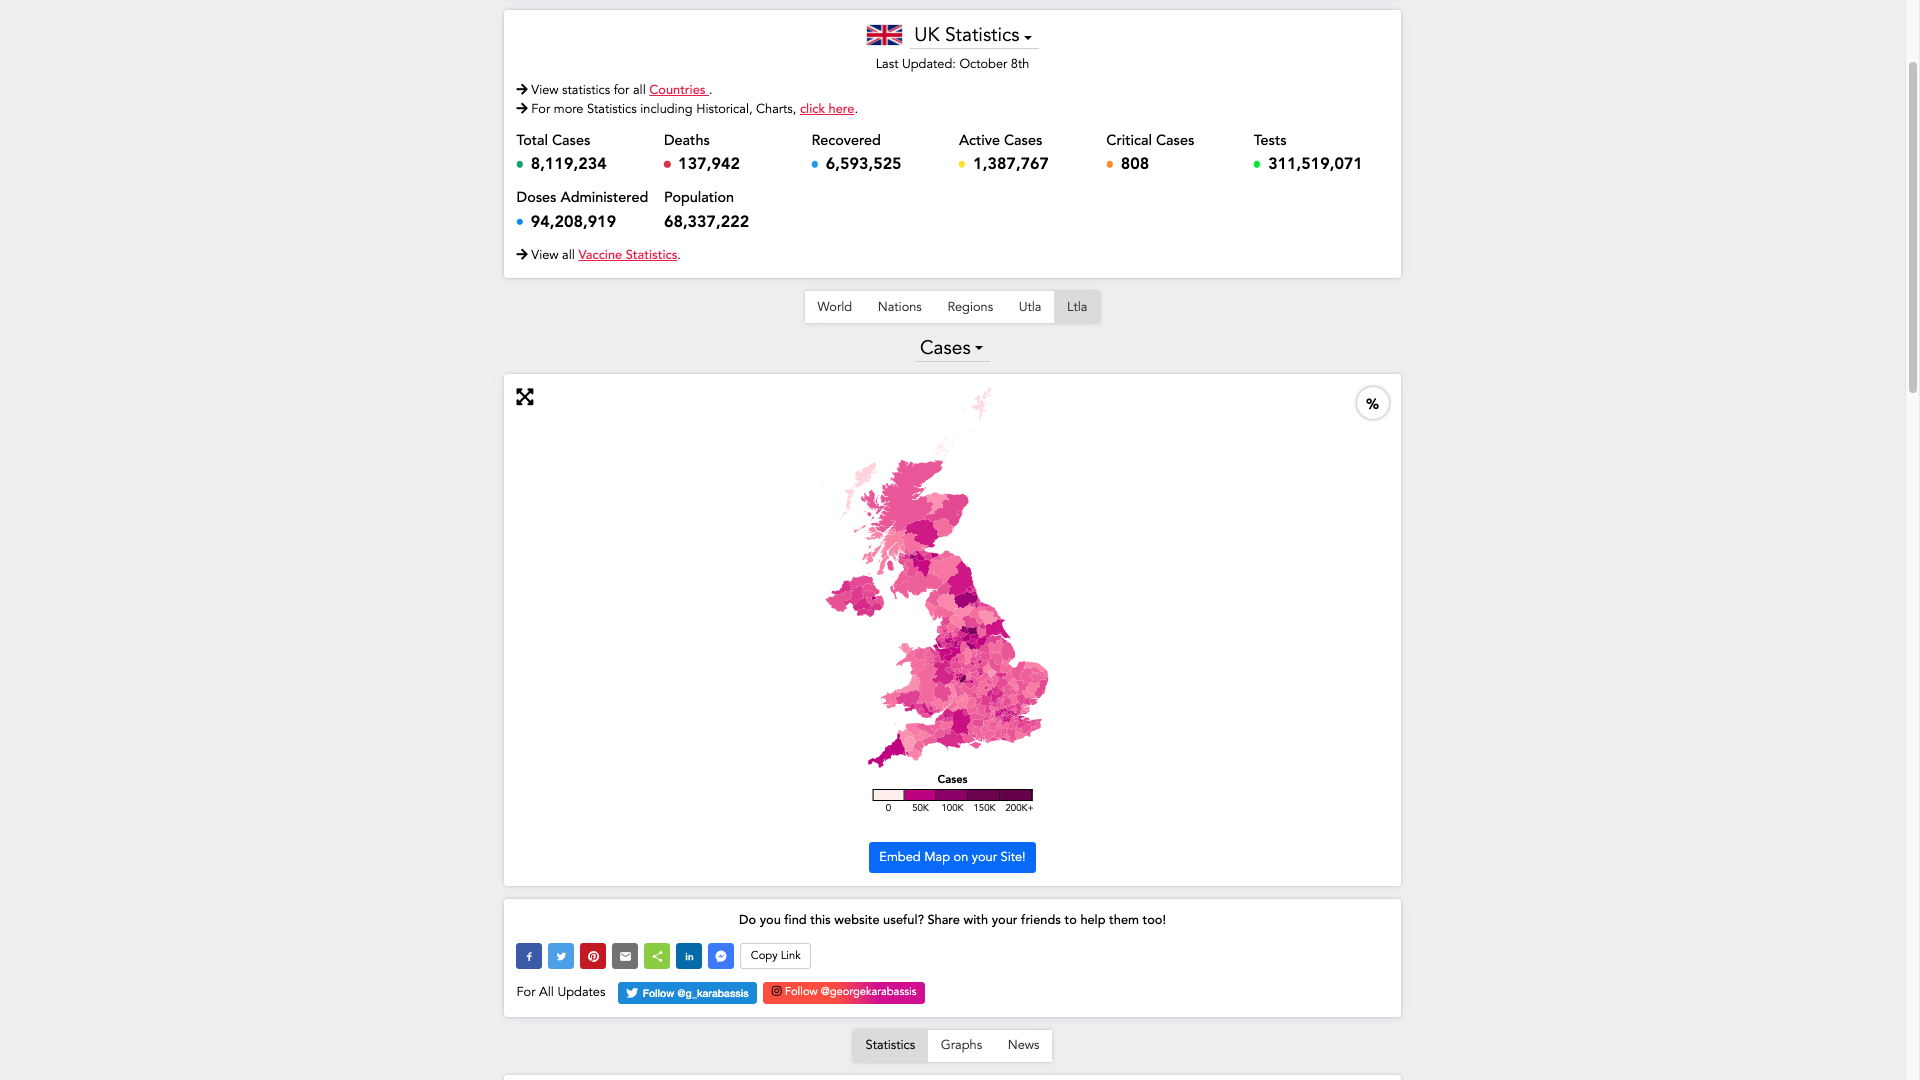 UK Statistics
Last Updated: October 8th
View statistics for all Countries .
For more Statistics including Historical, Charts, click here.
Total Cases Deaths Recovered Active Cases Critical Cases Tests
8,119,234 137,942 6,593,525 1,387,767 808 311,519,071
Doses Administered Population
94,208,919 68,337,222
View all Vaccine Statistics.
World Nations Regions Utla Ltla
Cases
%
Cases
0 50K 100K 150K 200K+
Embed Map on your Site!
Do you find this website useful? Share with your friends to help them too!
Copy Link
For All Updates Follow @g_karabassis Follow @georgekarabassis
Statistics Graphs News